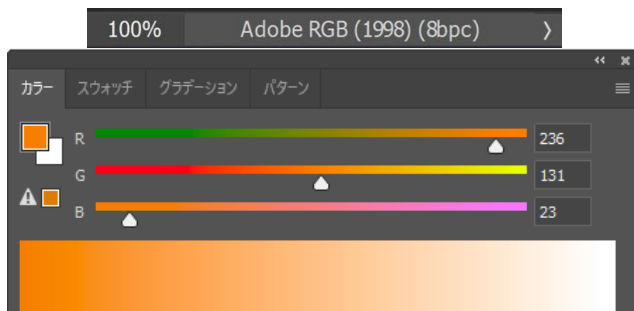 100% Adobe RGB (1998) (8bpc)
カラー スウォッチ グラデーション パターン
R 236
G 131
B 23